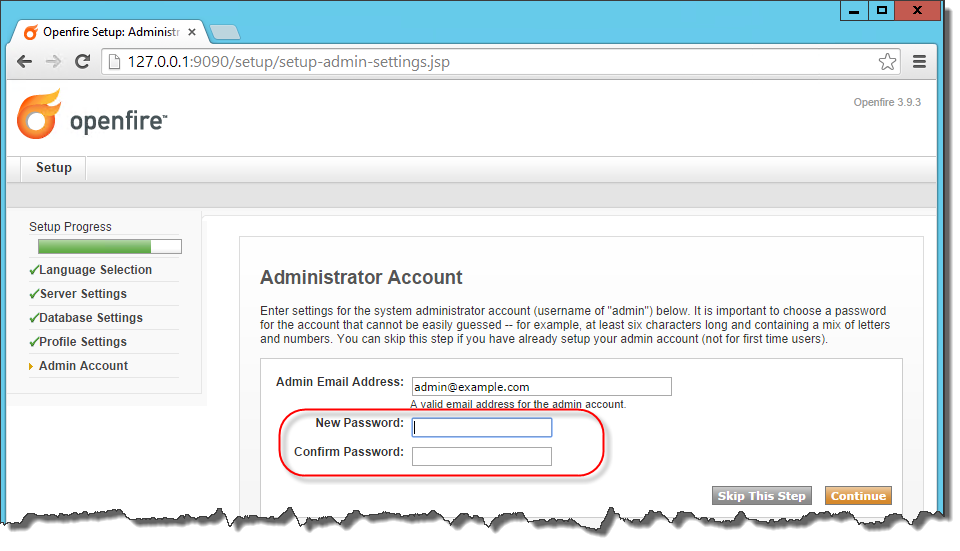 Openfire Setup: Administr
127.0.0.1:9090/setup/setup-admin-settings.jsp
openfire™
Openfire 3.9.3
Setup
Setup Progress
Language Selection
Server Settings
Database Settings
Profile Settings
Admin Account
Administrator Account
Enter settings for the system administrator account (username of "admin") below. It is important to choose a password
for the account that cannot be easily guessed -- for example, at least six characters long and containing a mix of letters
and numbers. You can skip this step if you have already setup your admin account (not for first time users).
Admin Email Address: admin@example.com
A valid email address for the admin account.
New Password:
Confirm Password:
Skip This Step Continue